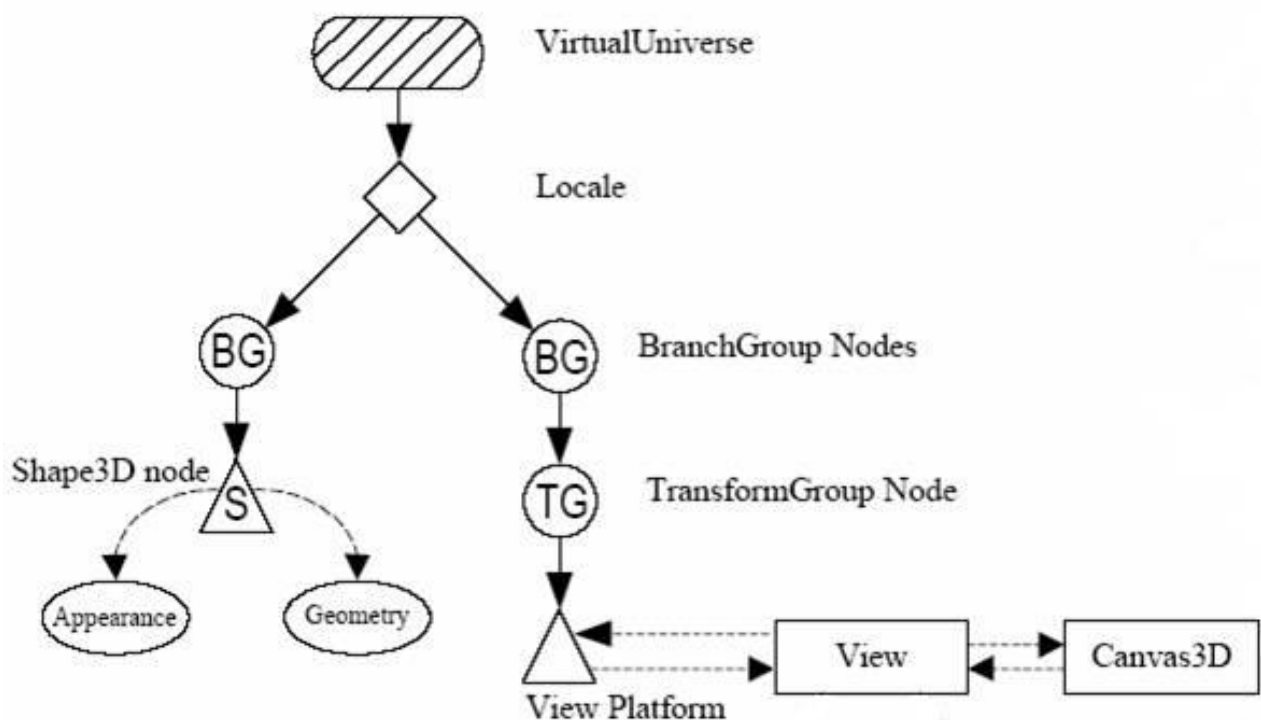 VirtualUniverse
Locale
BG
BG
BranchGroup Nodes
Shape3D node
S
TG
TransformGroup Node
Appearance
Geometry
View
Canvas3D
View Platform